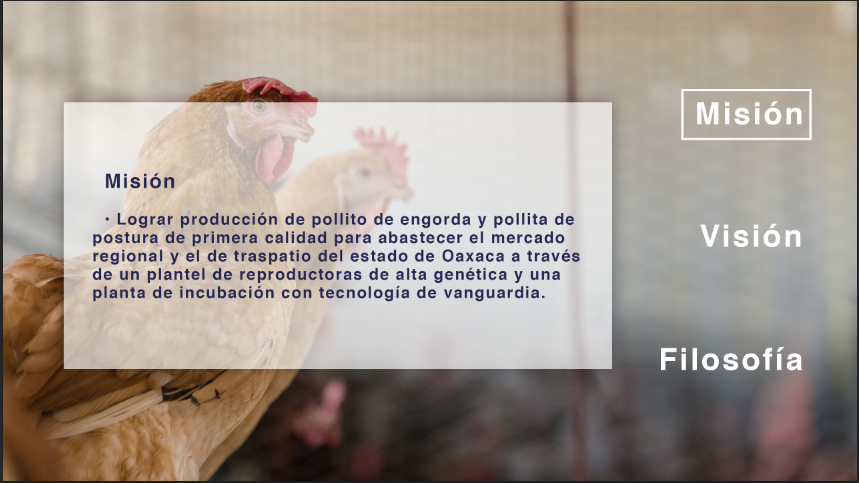 Misión
• Lograr producción de pollito de engorda y pollita de
postura de primera calidad para abastecer el mercado
regional y el de traspatio del estado de Oaxaca a través
de un plantel de reproductoras de alta genética y una
planta de incubación con tecnología de vanguardia.
Misión
Visión
Filosofía